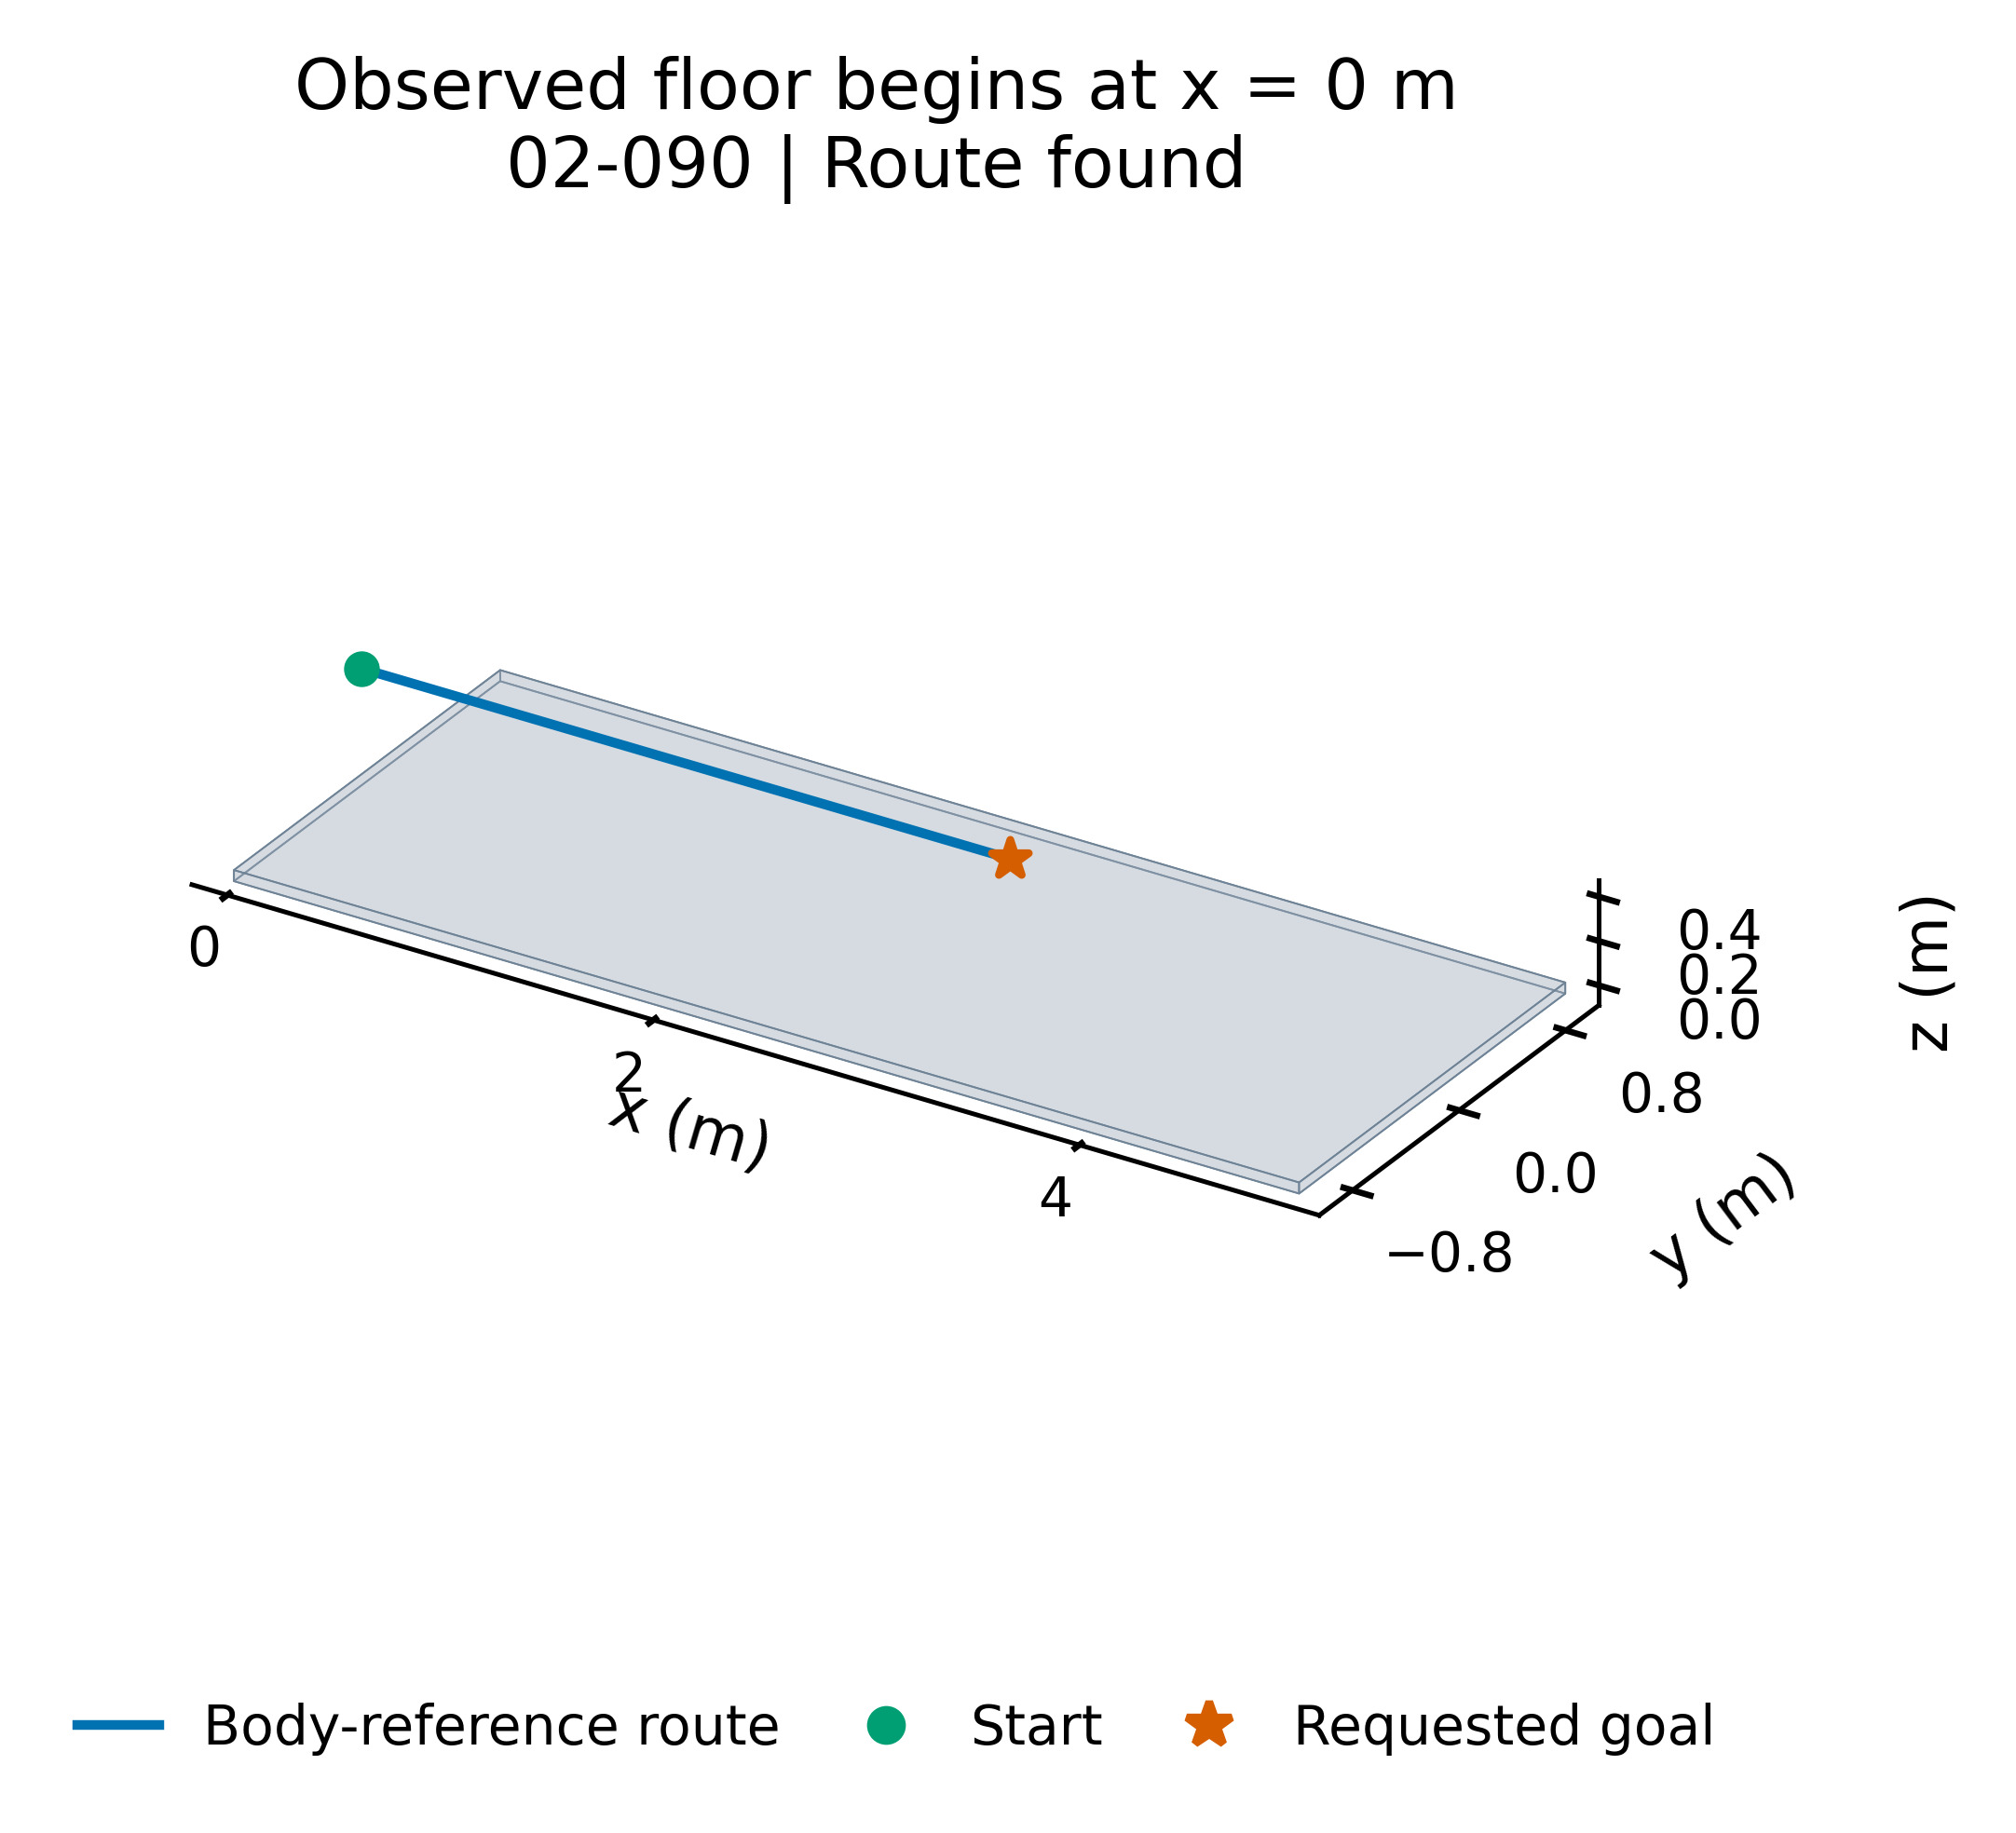 Observed floor begins at x = 0 m
02-090 | Route found
0
2
4
x (m)
−0.8
0.0
0.8
y (m)
0.0
0.2
0.4
z (m)
Body-reference route
Start
Requested goal